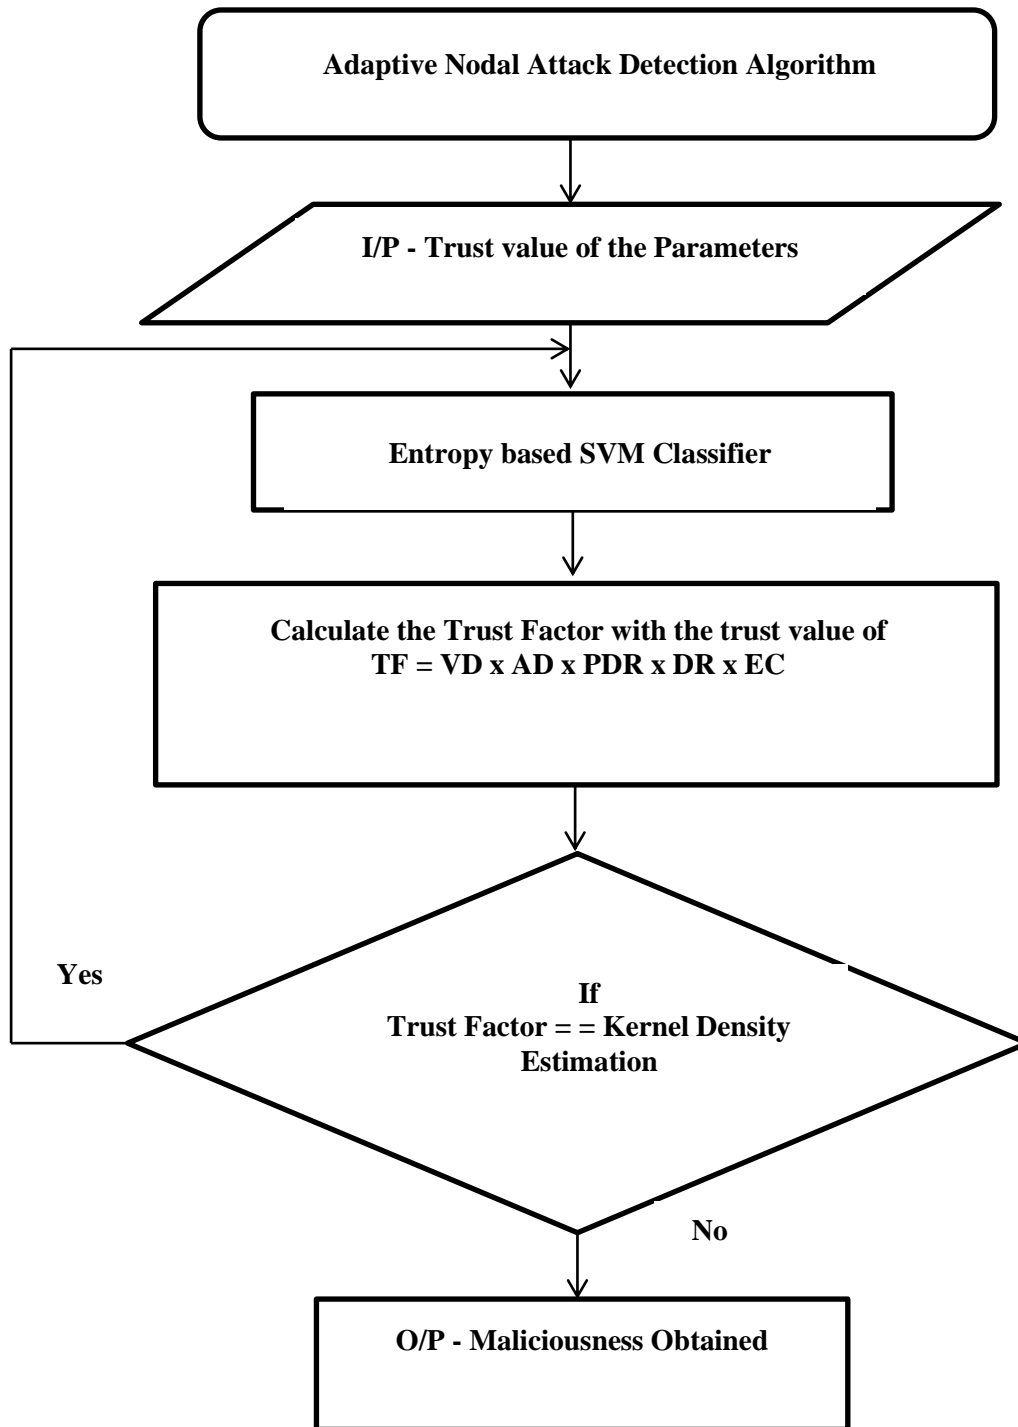 Adaptive Nodal Attack Detection Algorithm
I/P - Trust value of the Parameters
Entropy based SVM Classifier
Calculate the Trust Factor with the trust value of
TF = VD x AD x PDR x DR x EC
Yes
If
Trust Factor = = Kernel Density
Estimation
No
O/P - Maliciousness Obtained